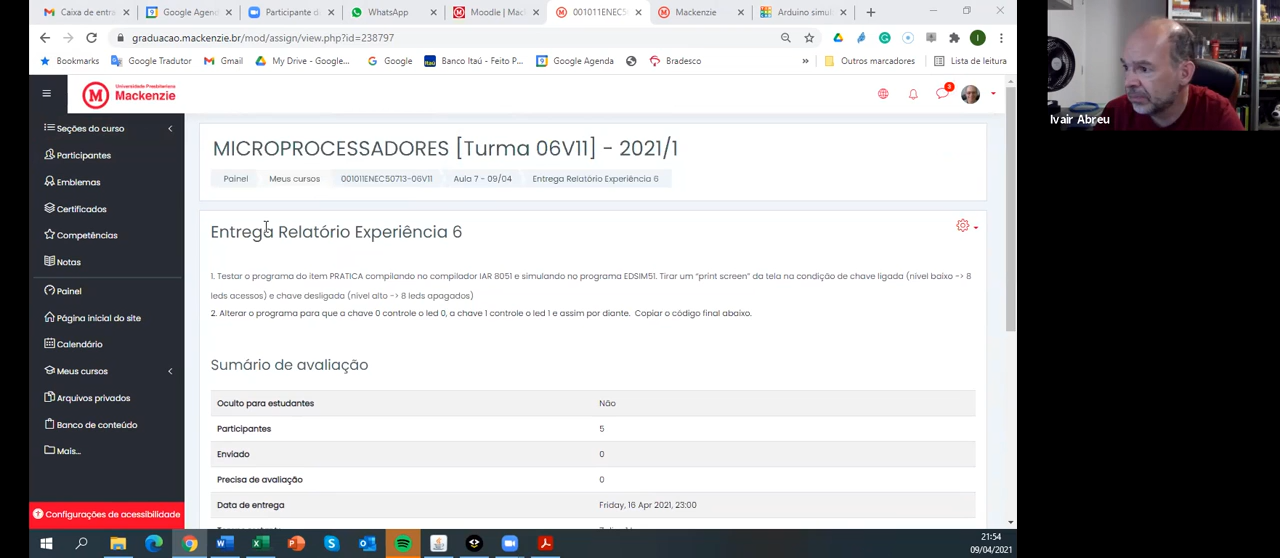 Caixa de entra
Google Agen
Participante d
WhatsApp
Moodle | Mac
001011ENEC5
Mackenzie
Arduino simul
graduacao.mackenzie.br/mod/assign/view.php?id=238797
Bookmarks
Google Tradutor
Gmail
My Drive - Google...
Google
Banco Itaú - Feito P...
Google Agenda
Bradesco
»
Outros marcadores
Lista de leitura
Universidade Presbiteriana
Mackenzie
3
Ivair Abreu
Seções do curso
Participantes
Emblemas
Certificados
Competências
Notas
Painel
Página inicial do site
Calendário
Meus cursos
Arquivos privados
Banco de conteúdo
Mais...
Configurações de acessibilidade
MICROPROCESSADORES [Turma 06V11] - 2021/1
Painel
Meus cursos
001011ENEC50713-06V11
Aula 7 - 09/04
Entrega Relatório Experiência 6
Entrega Relatório Experiência 6
1. Testar o programa do item PRATICA compilando no compilador IAR 8051 e simulando no programa EDSIM51. Tirar um “print screen” da tela na condição de chave ligada (nível baixo -> 8
leds acessos) e chave desligada (nível alto -> 8 leds apagados)
2. Alterar o programa para que a chave 0 controle o led 0, a chave 1 controle o led 1 e assim por diante. Copiar o código final abaixo.
Sumário de avaliação
Oculto para estudantes Não
Participantes 5
Enviado 0
Precisa de avaliação 0
Data de entrega Friday, 16 Apr 2021, 23:00
21:54
09/04/2021